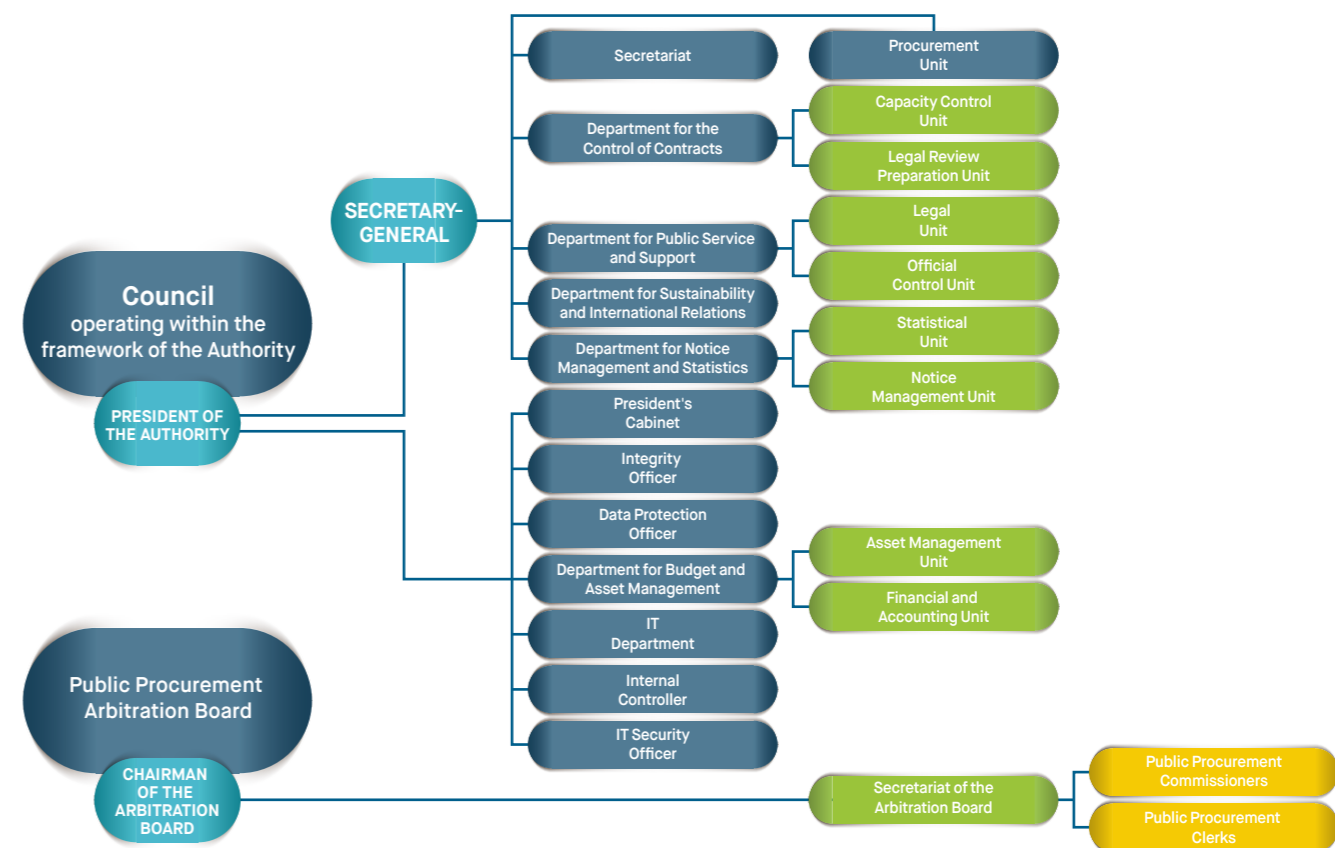 Secretariat
Procurement
Unit
Capacity Control
Unit
Department for the
Control of Contracts
Legal Review
Preparation Unit
SECRETARY-
GENERAL
Legal
Unit
Department for Public Service
and Support
Official
Control Unit
Council
operating within the
framework of the Authority
Department for Sustainability
and International Relations
Statistical
Unit
Department for Notice
Management and Statistics
Notice
Management Unit
PRESIDENT OF
THE AUTHORITY
President's
Cabinet
Integrity
Officer
Data Protection
Officer
Department for Budget and
Asset Management
Asset Management
Unit
Financial and
Accounting Unit
IT
Department
Public Procurement
Arbitration Board
Internal
Controller
IT Security
Officer
CHAIRMAN
OF THE
ARBITRATION
BOARD
Secretariat of the
Arbitration Board
Public Procurement
Commissioners
Public Procurement
Clerks